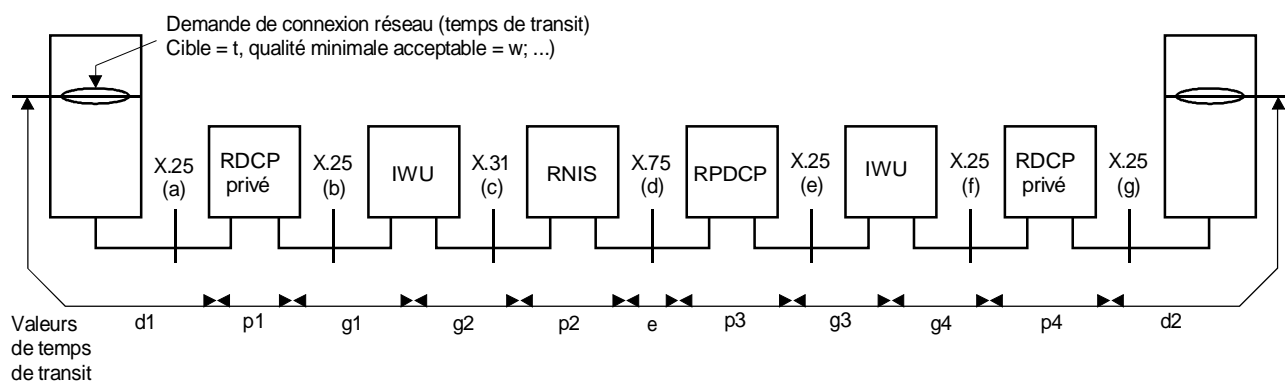 Demande de connexion réseau (temps de transit)
Cible = t, qualité minimale acceptable = w; ...)
X.25
(a)
RDCP
privé
X.25
(b)
IWU
X.31
(c)
RNIS
X.75
(d)
RPDCP
X.25
(e)
IWU
X.25
(f)
RDCP
privé
X.25
(g)
Valeurs
de temps
de transit
d1
p1
g1
g2
p2
e
p3
g3
g4
p4
d2